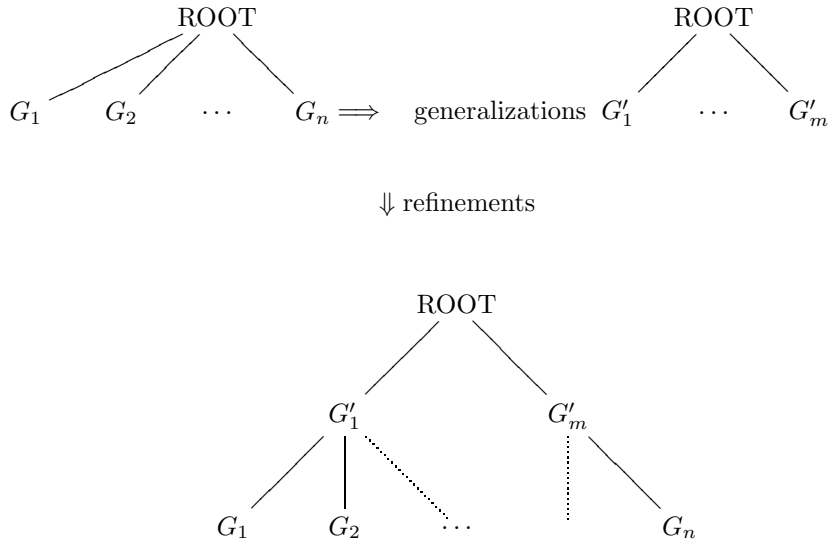 ROOT ROOT
G₁ G₂ ⋯ Gₙ ⟹ generalizations G′₁ ⋯ G′ₘ
⇓ refinements
ROOT
G′₁ G′ₘ
G₁ G₂ ⋯ Gₙ